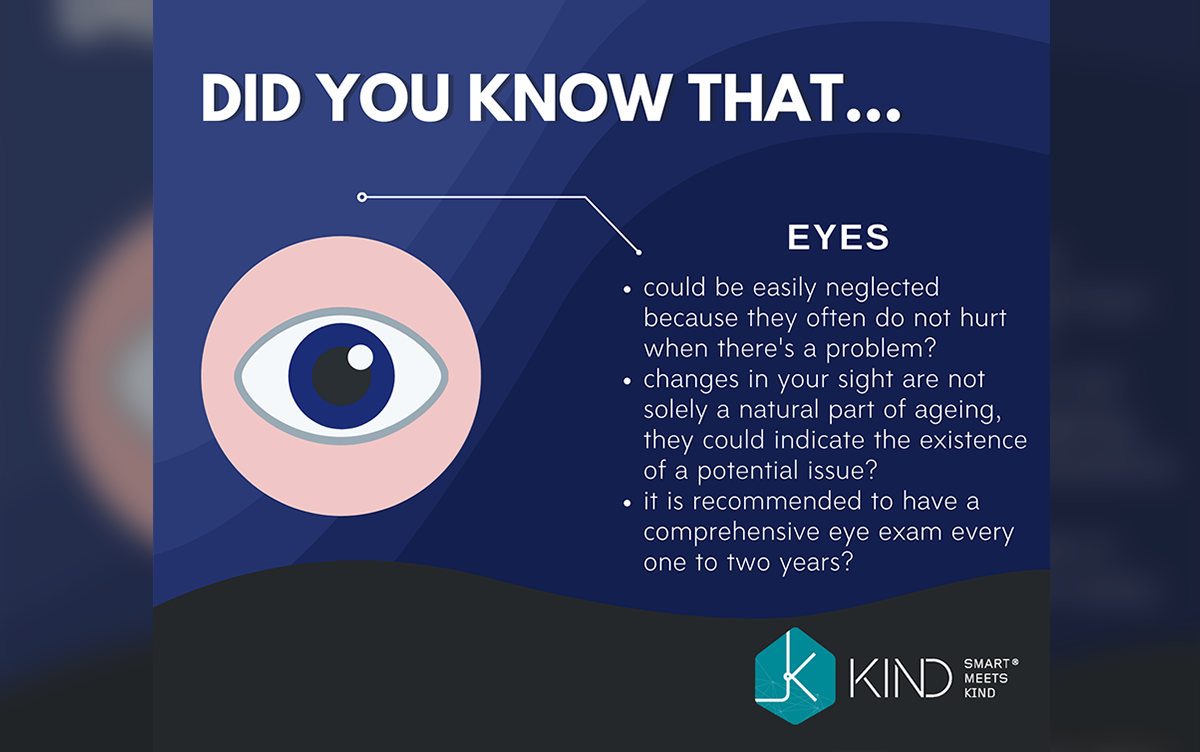 DID YOU KNOW THAT...
EYES
• could be easily neglected
because they often do not hurt
when there's a problem?
• changes in your sight are not
solely a natural part of ageing,
they could indicate the existence
of a potential issue?
• it is recommended to have a
comprehensive eye exam every
one to two years?
K
KIND
SMART®
MEETS
KIND